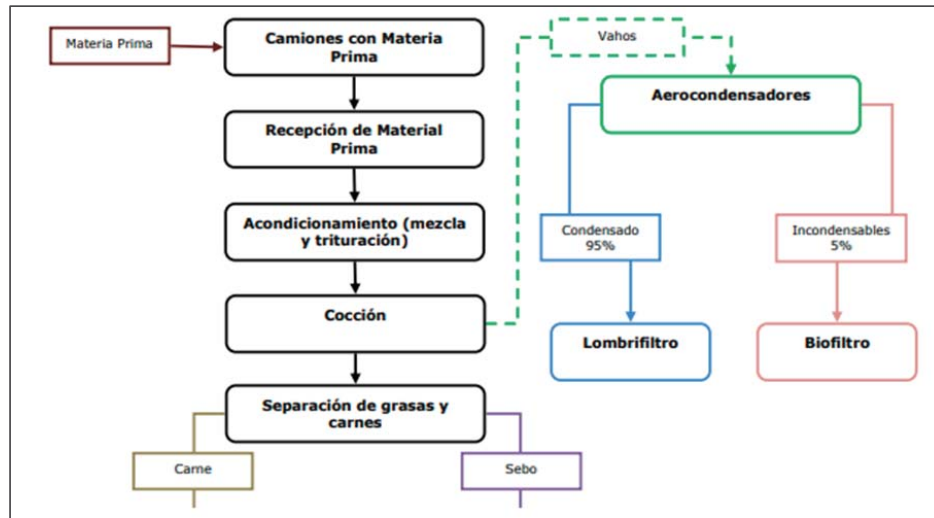 Materia Prima
Camiones con Materia
Prima
Recepción de Material
Prima
Acondicionamiento (mezcla
y trituración)
Cocción
Separación de grasas y
carnes
Carne
Sebo
Vahos
Aerocondensadores
Condensado
95%
Incondensables
5%
Lombrifiltro
Biofiltro